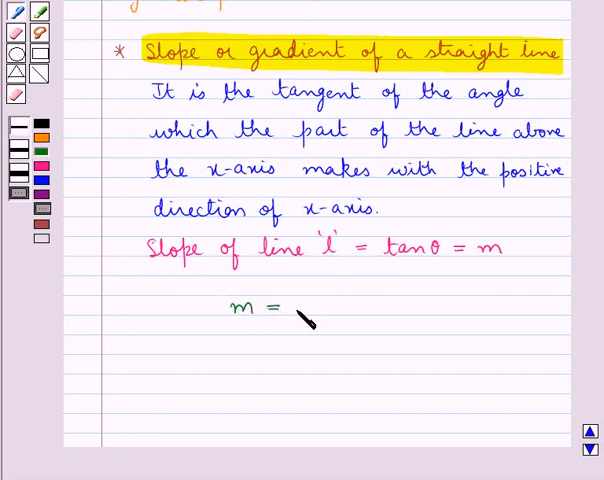 * Slope or gradient of a straight line
It is the tangent of the angle
which the part of the line above
the x-axis makes with the positive
direction of x-axis.
Slope of line 'l' = tanθ = m
m =